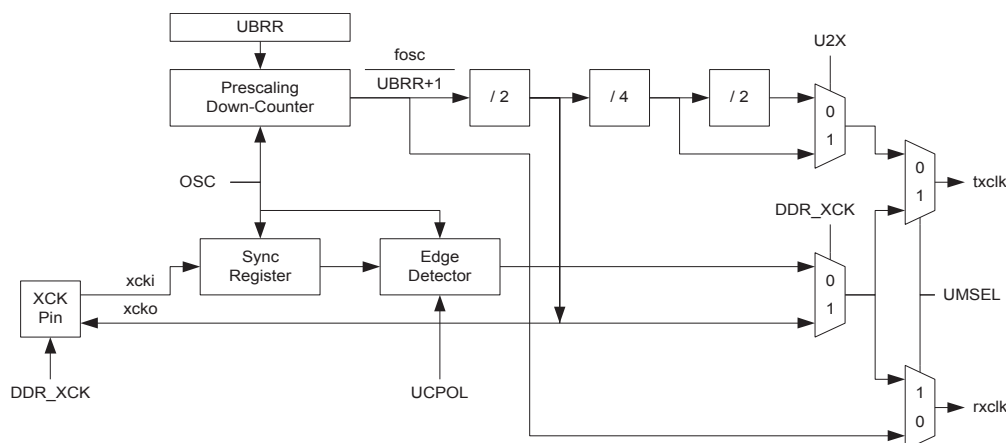 UBRR
fosc
U2X
Prescaling
Down-Counter
UBRR+1
/ 2
/ 4
/ 2
0
1
OSC
0
1
txclk
DDR_XCK
Sync
Register
Edge
Detector
xcki
0
1
XCK
Pin
xcko
UMSEL
DDR_XCK
UCPOL
1
0
rxclk